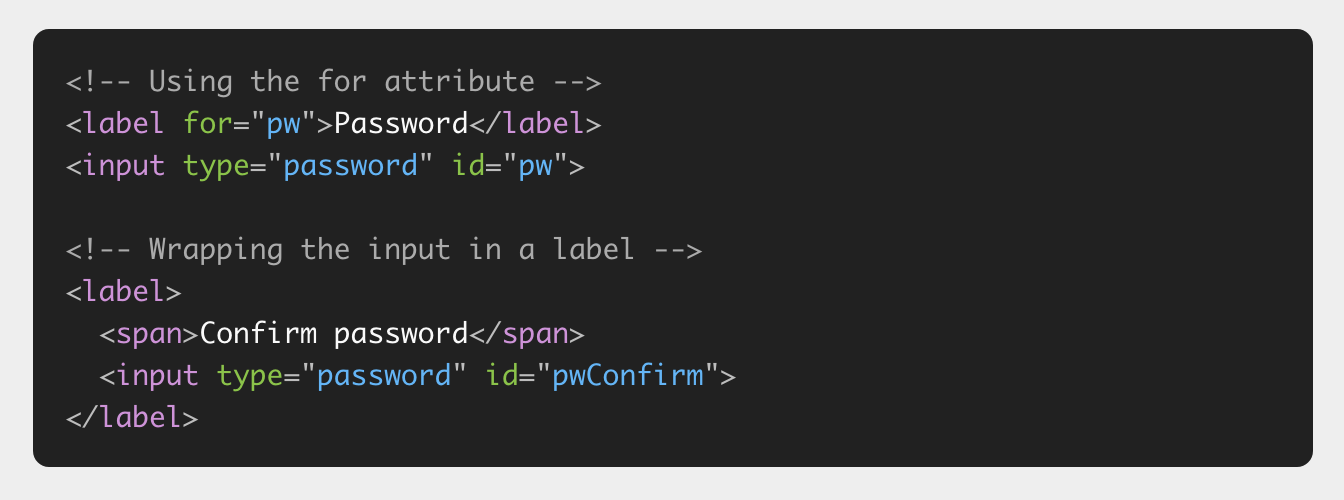 <!-- Using the for attribute -->
<label for="pw">Password</label>
<input type="password" id="pw">

<!-- Wrapping the input in a label -->
<label>
  <span>Confirm password</span>
  <input type="password" id="pwConfirm">
</label>